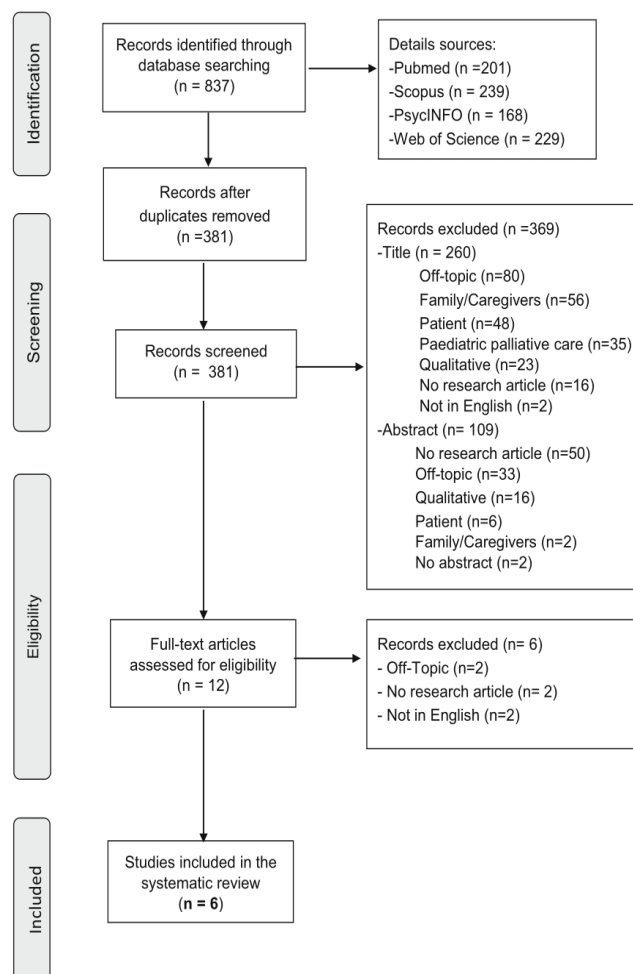 Identification
Records identified through
database searching
(n = 837)
Details sources:
-Pubmed (n =201)
-Scopus (n = 239)
-PsycINFO (n = 168)
-Web of Science (n = 229)
Records after
duplicates removed
(n =381)
Screening
Records screened
(n = 381)
Records excluded (n =369)
-Title (n = 260)
Off-topic (n=80)
Family/Caregivers (n=56)
Patient (n=48)
Paediatric palliative care (n=35)
Qualitative (n=23)
No research article (n=16)
Not in English (n=2)
-Abstract (n= 109)
No research article (n=50)
Off-topic (n=33)
Qualitative (n=16)
Patient (n=6)
Family/Caregivers (n=2)
No abstract (n=2)
Eligibility
Full-text articles
assessed for eligibility
(n = 12)
Records excluded (n= 6)
- Off-Topic (n=2)
- No research article (n= 2)
- Not in English (n=2)
Included
Studies included in the
systematic review
(n = 6)